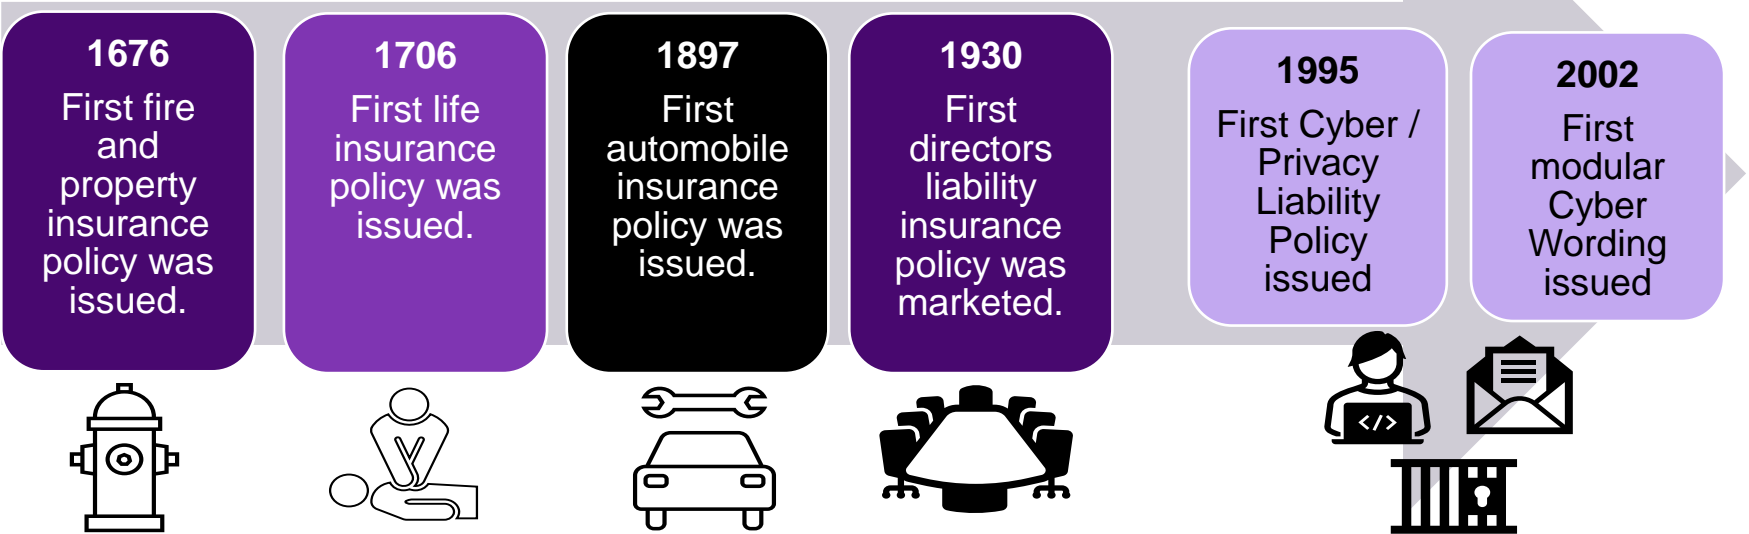 1676
First fire
and
property
insurance
policy was
issued.
1706
First life
insurance
policy was
issued.
1897
First
automobile
insurance
policy was
issued.
1930
First
directors
liability
insurance
policy was
marketed.
1995
First Cyber /
Privacy
Liability
Policy
issued
2002
First
modular
Cyber
Wording
issued
</>